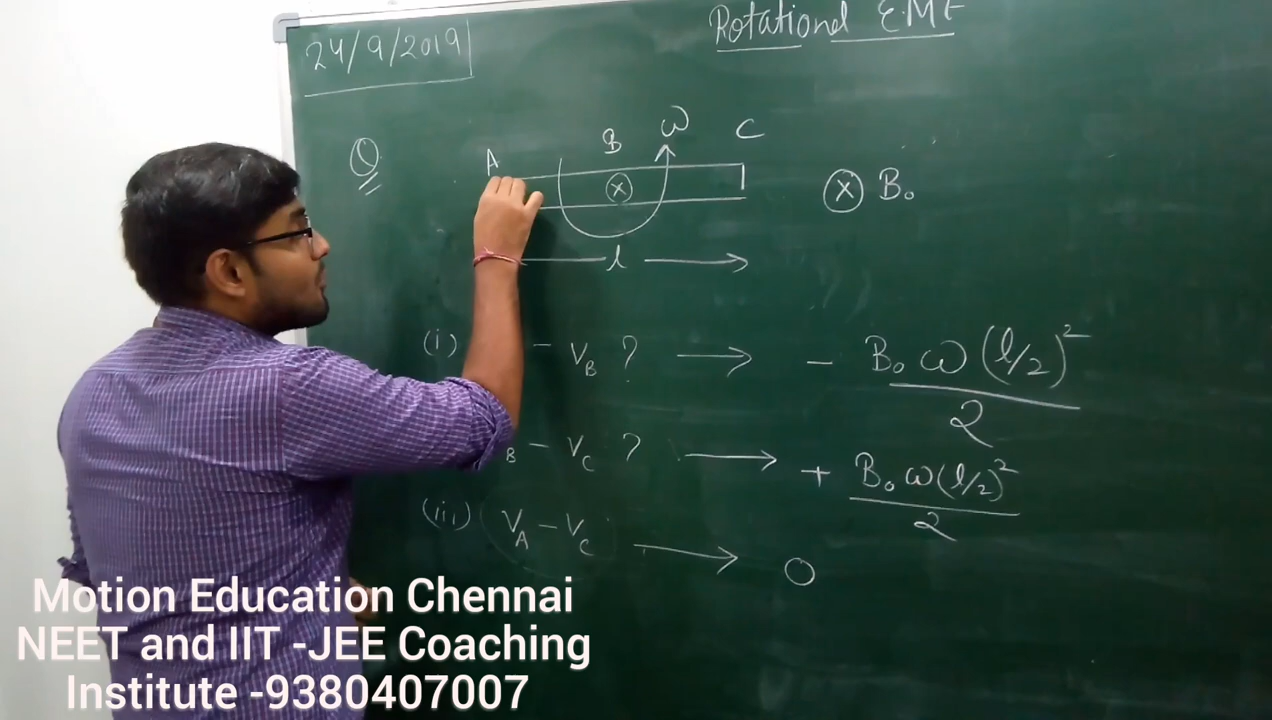 Rotational EMF
24/9/2019
Q
A B ω C
⊗ ⊗ B₀
l
(i) - V_B ? → - B₀ω(l/2)²/2
_B - V_C ? → + B₀ω(l/2)²/2
(iii) V_A - V_C → 0
Motion Education Chennai
NEET and IIT -JEE Coaching
Institute -9380407007